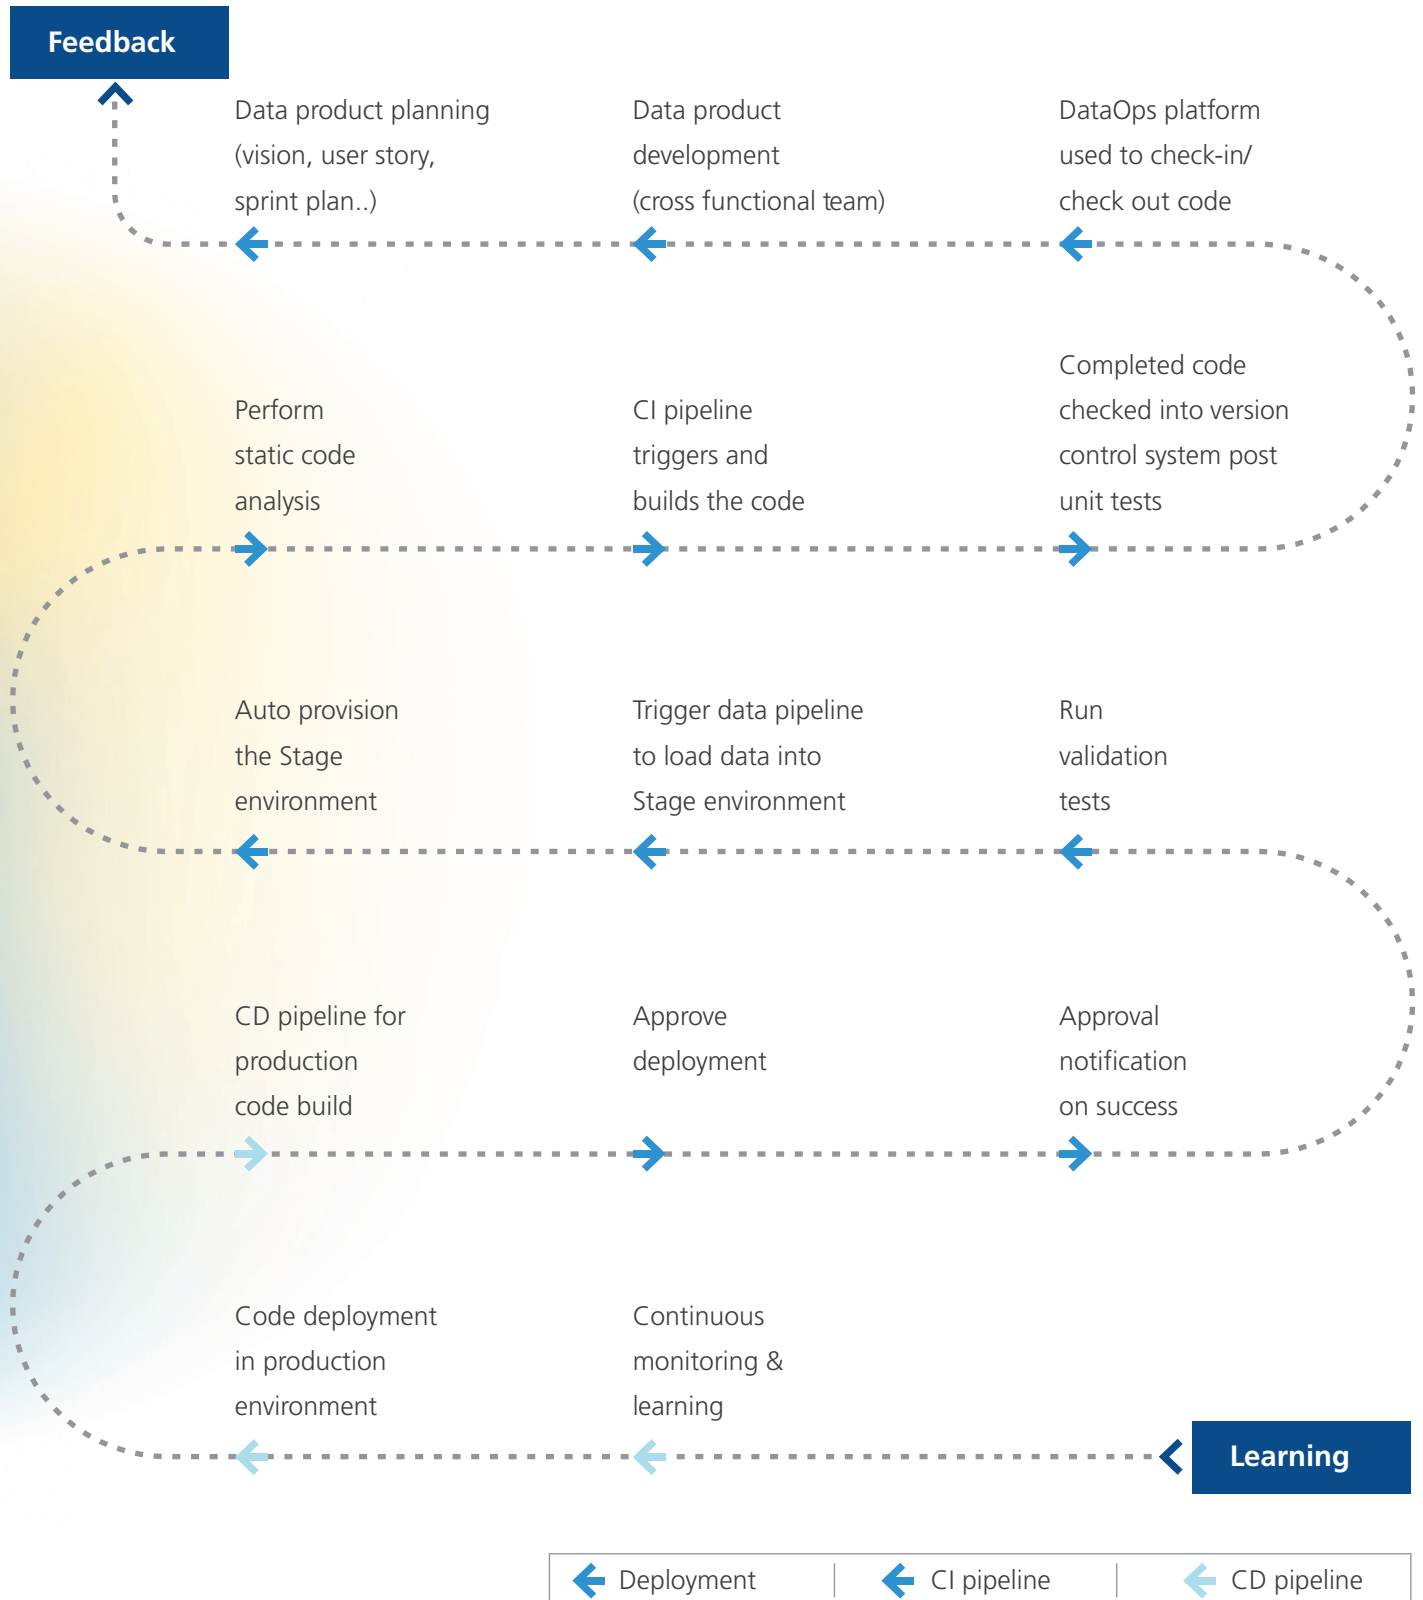 Feedback
Data product planning
(vision, user story,
sprint plan..)
Data product
development
(cross functional team)
DataOps platform
used to check-in/
check out code
Perform
static code
analysis
CI pipeline
triggers and
builds the code
Completed code
checked into version
control system post
unit tests
Auto provision
the Stage
environment
Trigger data pipeline
to load data into
Stage environment
Run
validation
tests
CD pipeline for
production
code build
Approve
deployment
Approval
notification
on success
Code deployment
in production
environment
Continuous
monitoring &
learning
Learning
Deployment
CI pipeline
CD pipeline